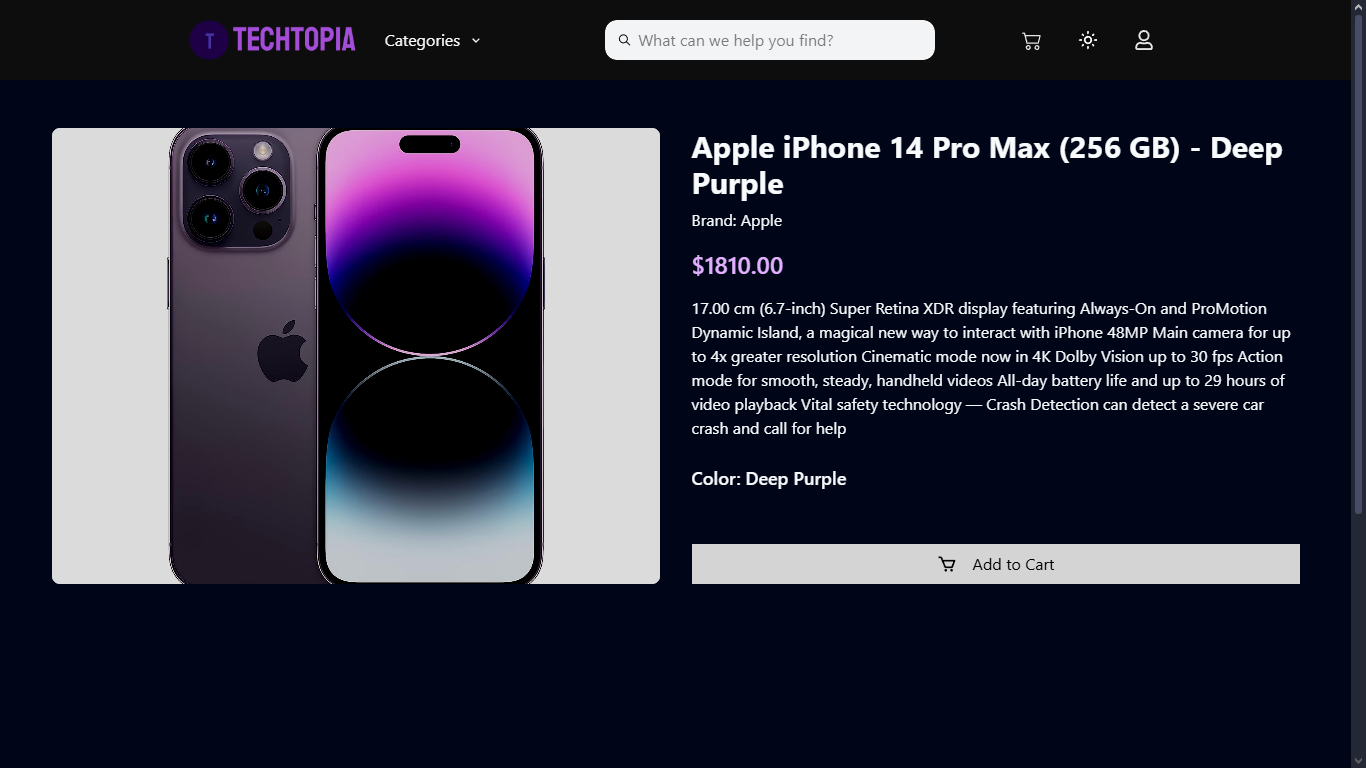 T TECHTOPIA Categories What can we help you find?
Apple iPhone 14 Pro Max (256 GB) - Deep
Purple
Brand: Apple
$1810.00
17.00 cm (6.7-inch) Super Retina XDR display featuring Always-On and ProMotion
Dynamic Island, a magical new way to interact with iPhone 48MP Main camera for up
to 4x greater resolution Cinematic mode now in 4K Dolby Vision up to 30 fps Action
mode for smooth, steady, handheld videos All-day battery life and up to 29 hours of
video playback Vital safety technology — Crash Detection can detect a severe car
crash and call for help
Color: Deep Purple
Add to Cart